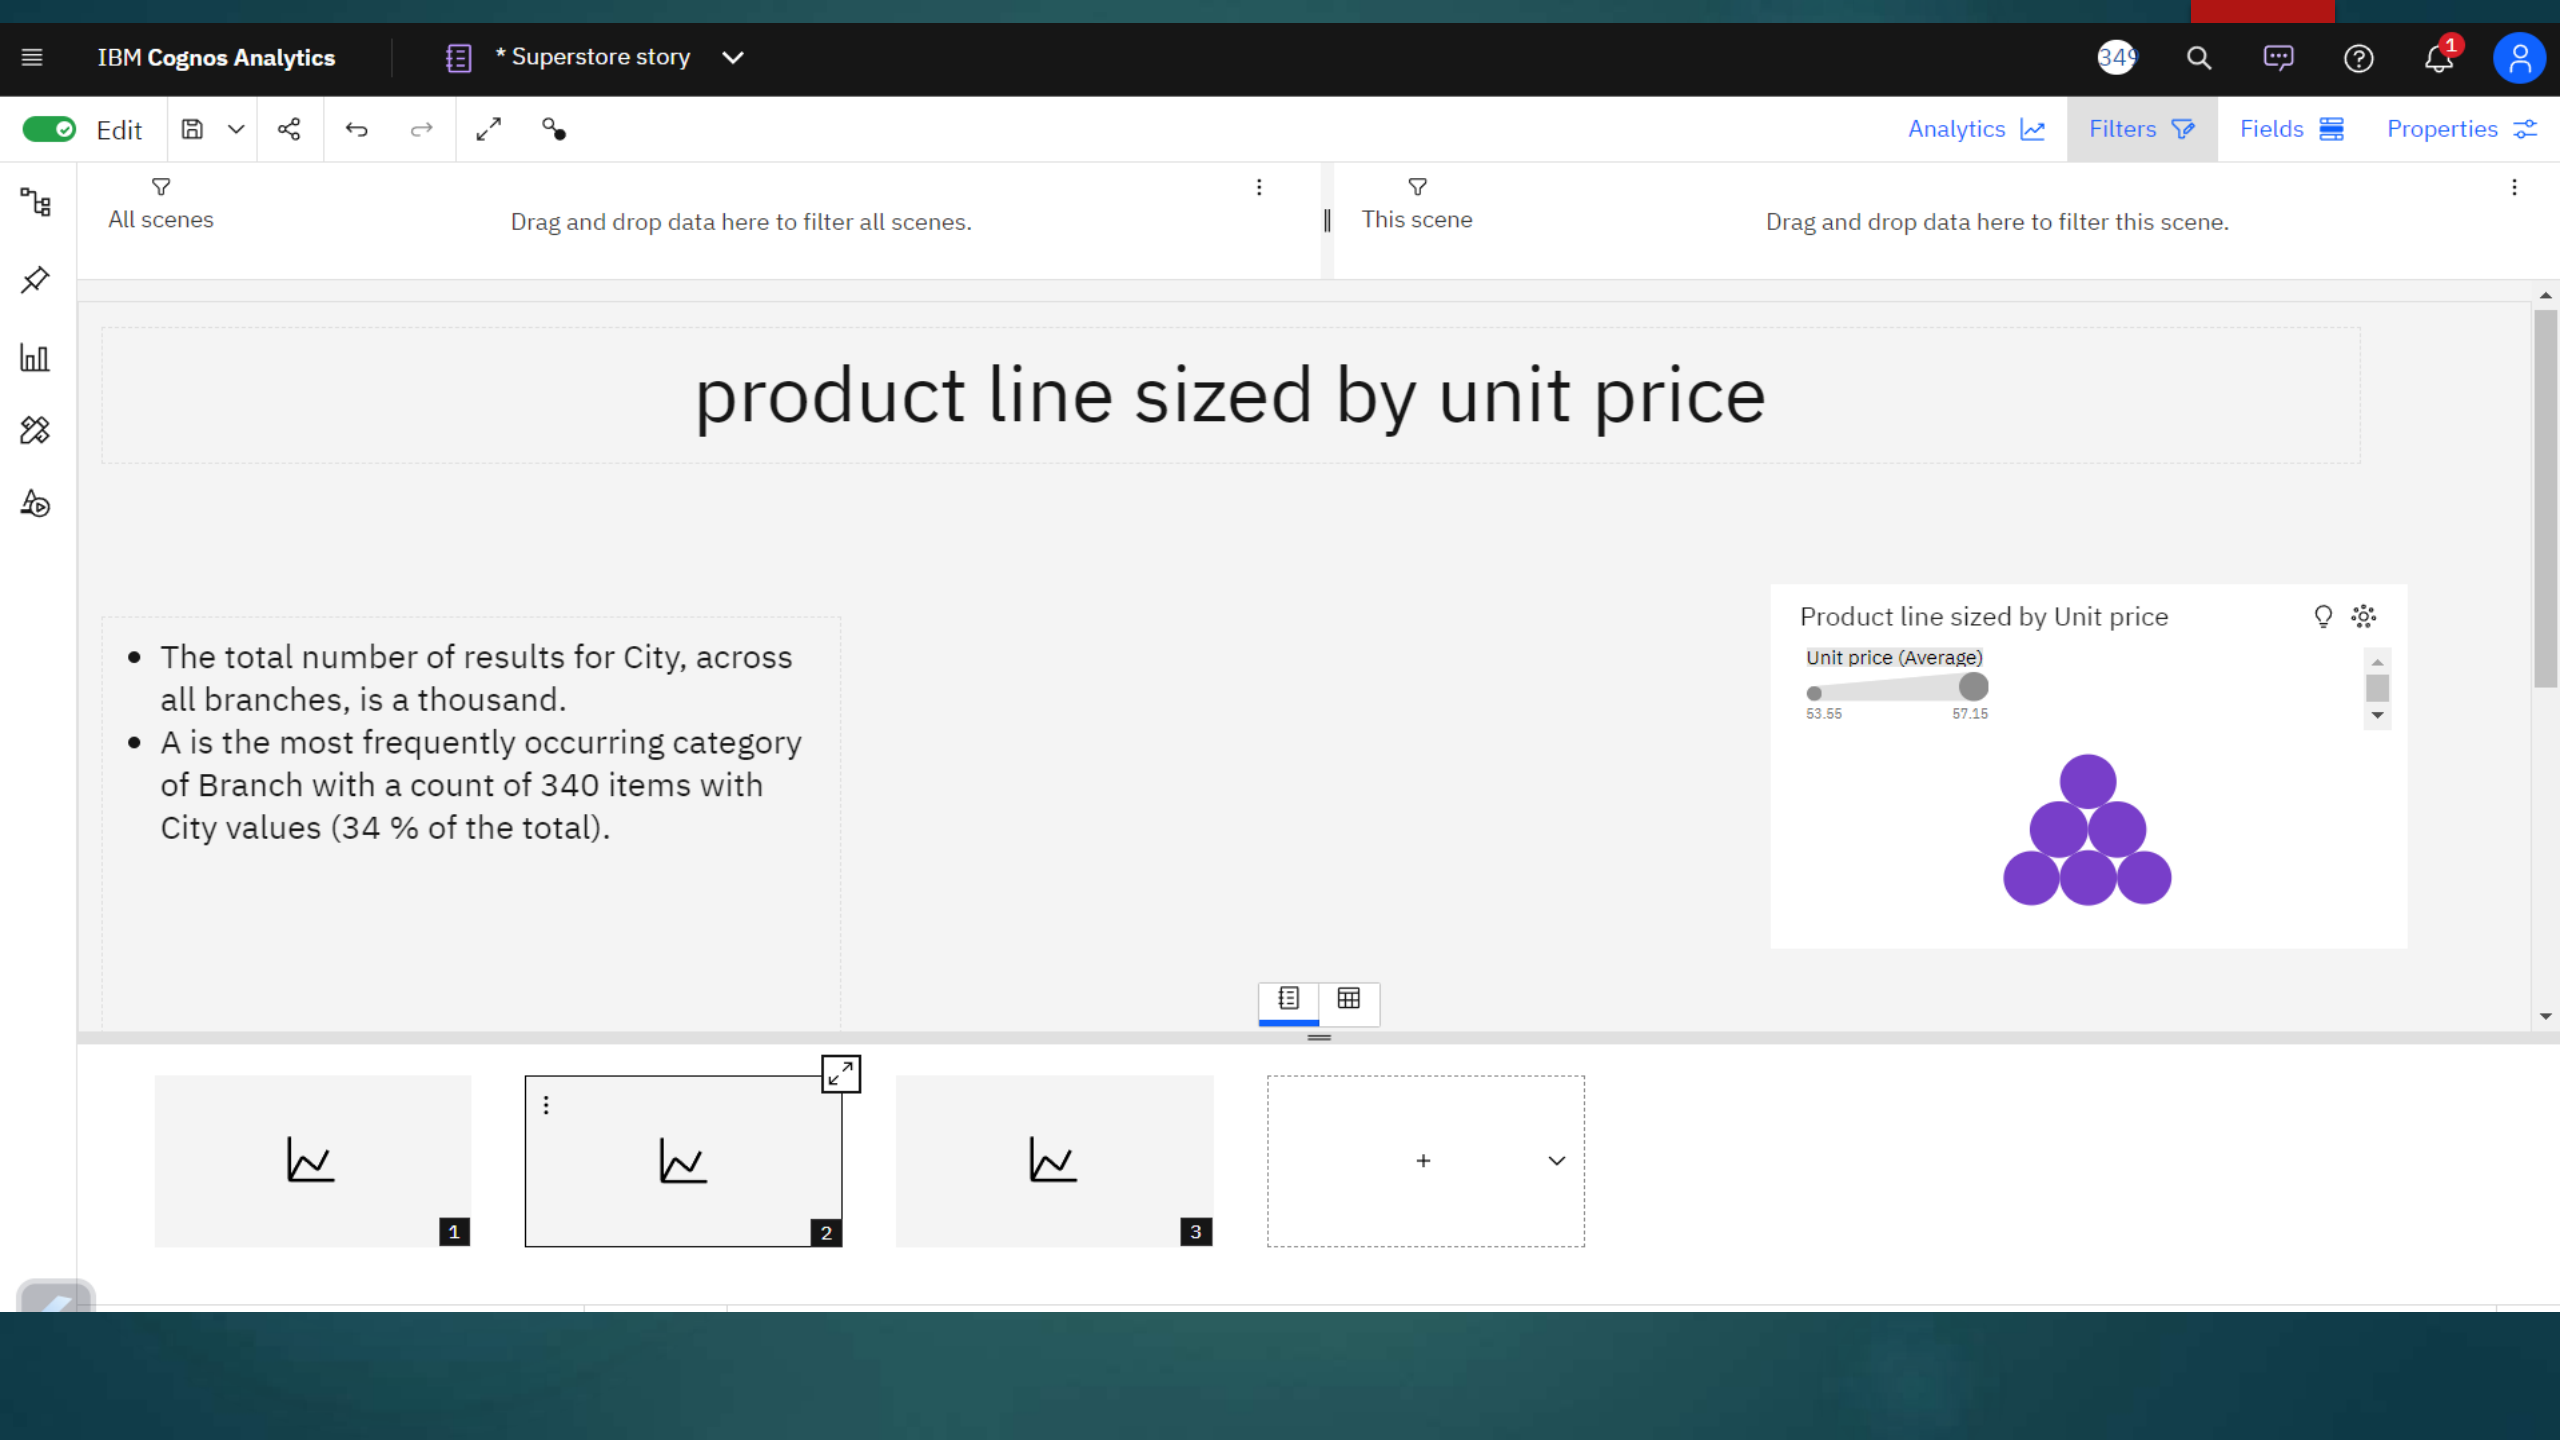 IBM Cognos Analytics
* Superstore story
349
1
Edit
Analytics
Filters
Fields
Properties
All scenes
Drag and drop data here to filter all scenes.
This scene
Drag and drop data here to filter this scene.
product line sized by unit price
• The total number of results for City, across
all branches, is a thousand.
• A is the most frequently occurring category
of Branch with a count of 340 items with
City values (34 % of the total).
Product line sized by Unit price
Unit price (Average)
53.55 57.15
1
2
3